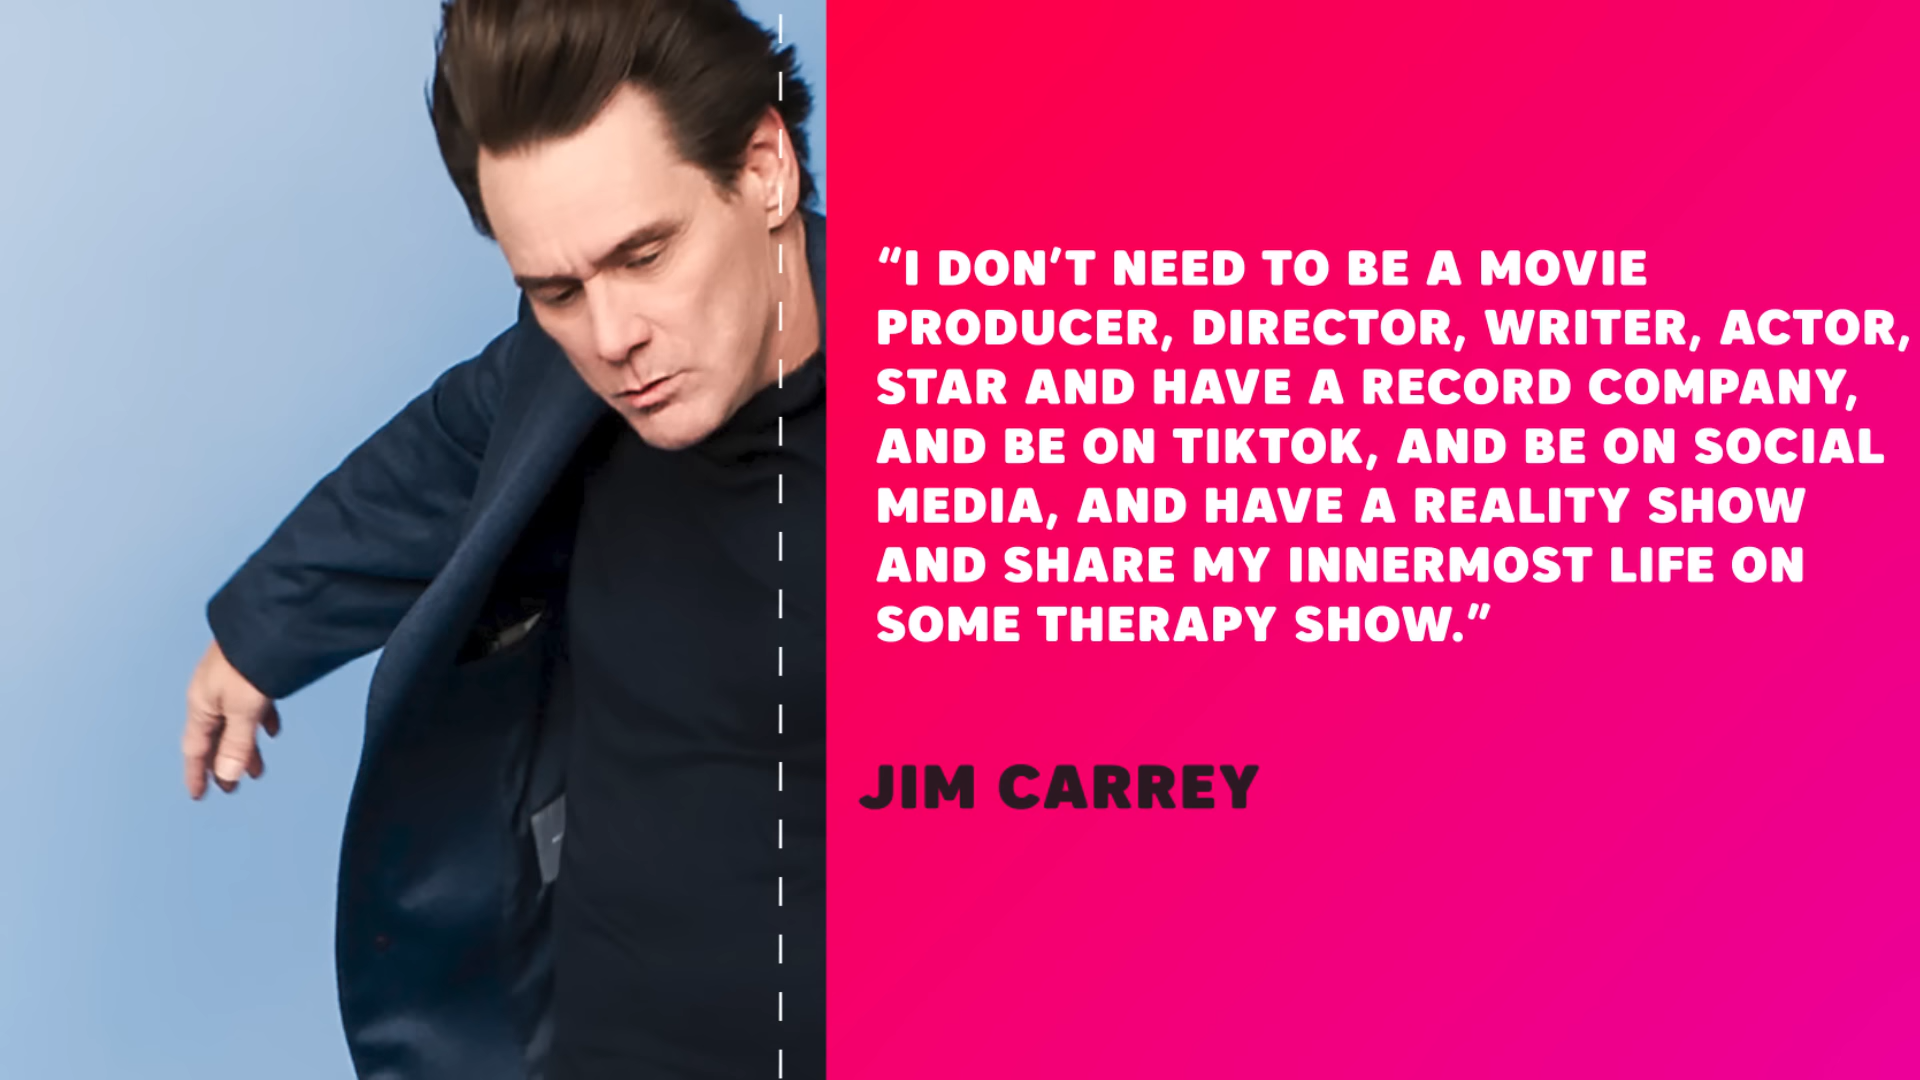 “I DON’T NEED TO BE A MOVIE
PRODUCER, DIRECTOR, WRITER, ACTOR,
STAR AND HAVE A RECORD COMPANY,
AND BE ON TIKTOK, AND BE ON SOCIAL
MEDIA, AND HAVE A REALITY SHOW
AND SHARE MY INNERMOST LIFE ON
SOME THERAPY SHOW.”
JIM CARREY